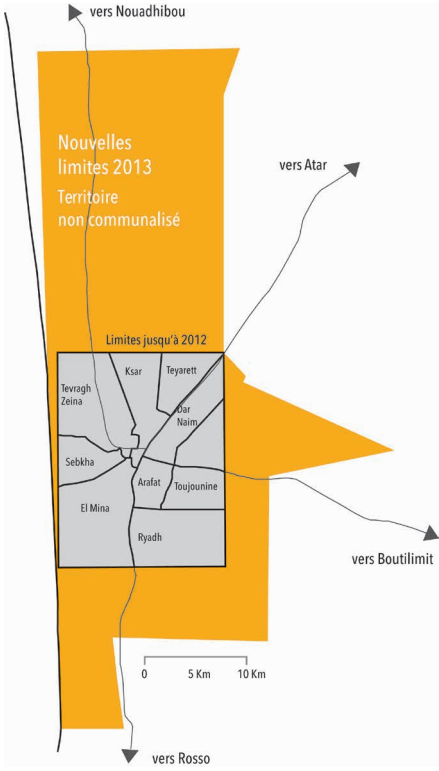 vers Nouadhibou
Nouvelles
limites 2013
Territoire
non communalisé
vers Atar
Limites jusqu'à 2012
Ksar
Teyarett
Tevragh
Zeina
Dar
Naim
Sebkha
Arafat
Toujounine
El Mina
Ryadh
vers Boutilimit
0
5 Km
10 Km
vers Rosso